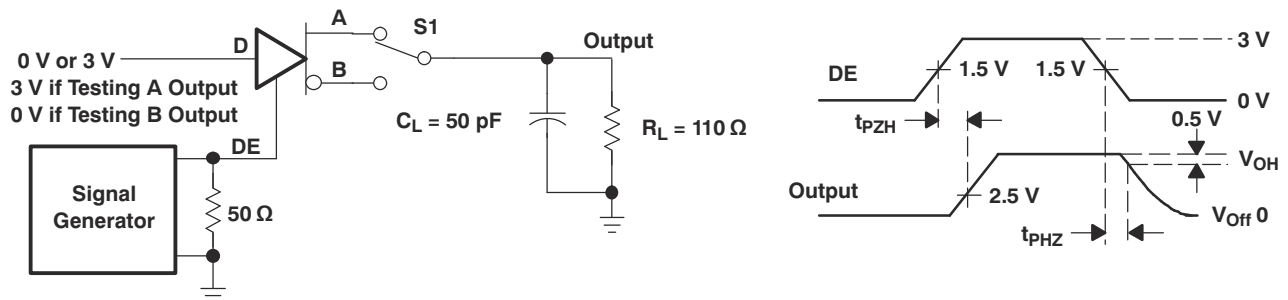 A
S1
D
Output
0 V or 3 V
B
3 V if Testing A Output
0 V if Testing B Output
C_L = 50 pF
R_L = 110 Ω
DE
Signal
Generator
50 Ω
3 V
DE
1.5 V
1.5 V
0 V
t_PZH
0.5 V
V_OH
Output
2.5 V
V_Off 0
t_PHZ